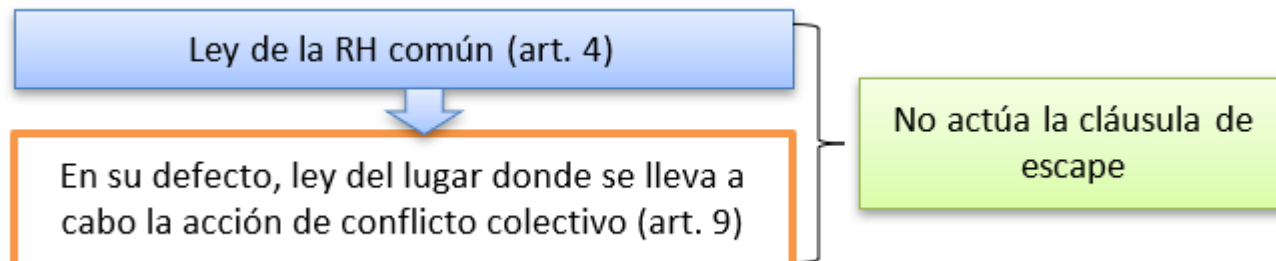 Ley de la RH común (art. 4)
En su defecto, ley del lugar donde se lleva a
cabo la acción de conflicto colectivo (art. 9)
No actúa la cláusula de
escape